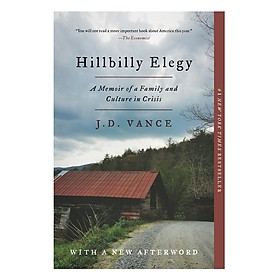 "You will not read a more important book about America this year."
—The Economist
Hillbilly Elegy
A Memoir of a Family and
Culture in Crisis
J.D. VANCE
#1 NEW YORK TIMES BESTSELLER
WITH A NEW AFTERWORD